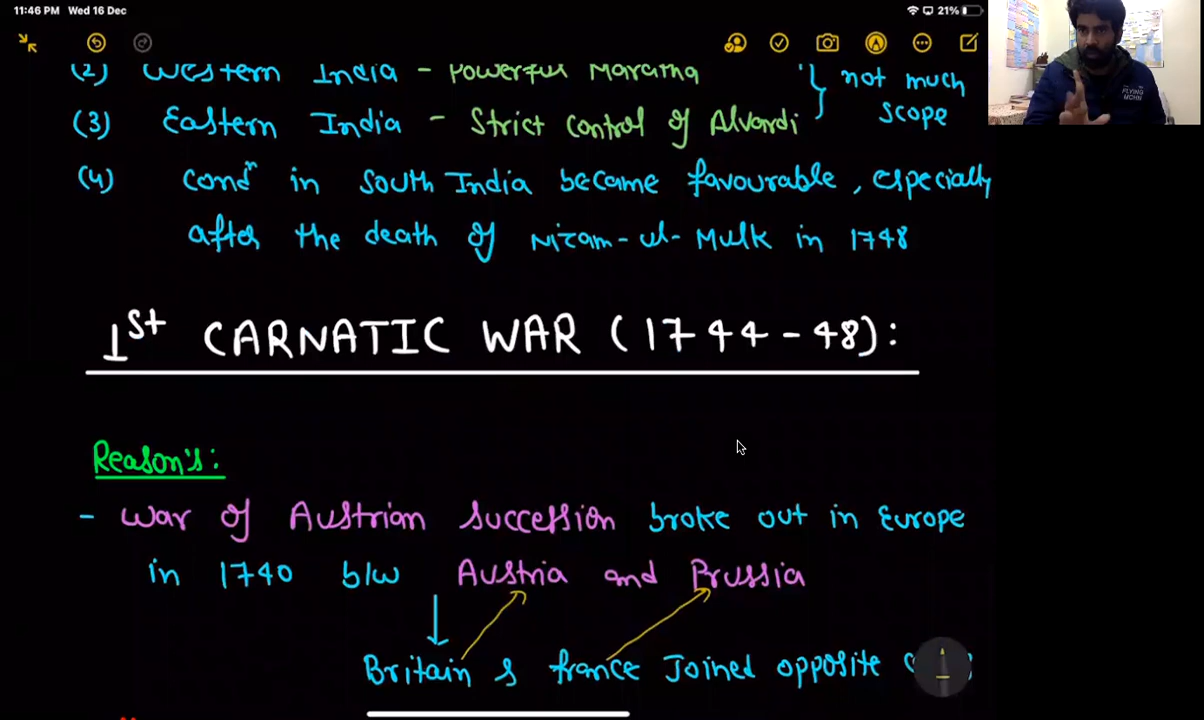 11:46 PM Wed 16 Dec
21%
(2) Western India - Powerful Maratha
(3) Eastern India - Strict control of Alvardi
not much
scope
(4) condn in South India became favourable, especially
after the death of Nizam-ul-Mulk in 1748
1st CARNATIC WAR (1744-48):
Reason's:
- War of Austrian Succession broke out in Europe
in 1740 b/w Austria and Prussia
Britain & france Joined opposite
FLYING
MACHINE